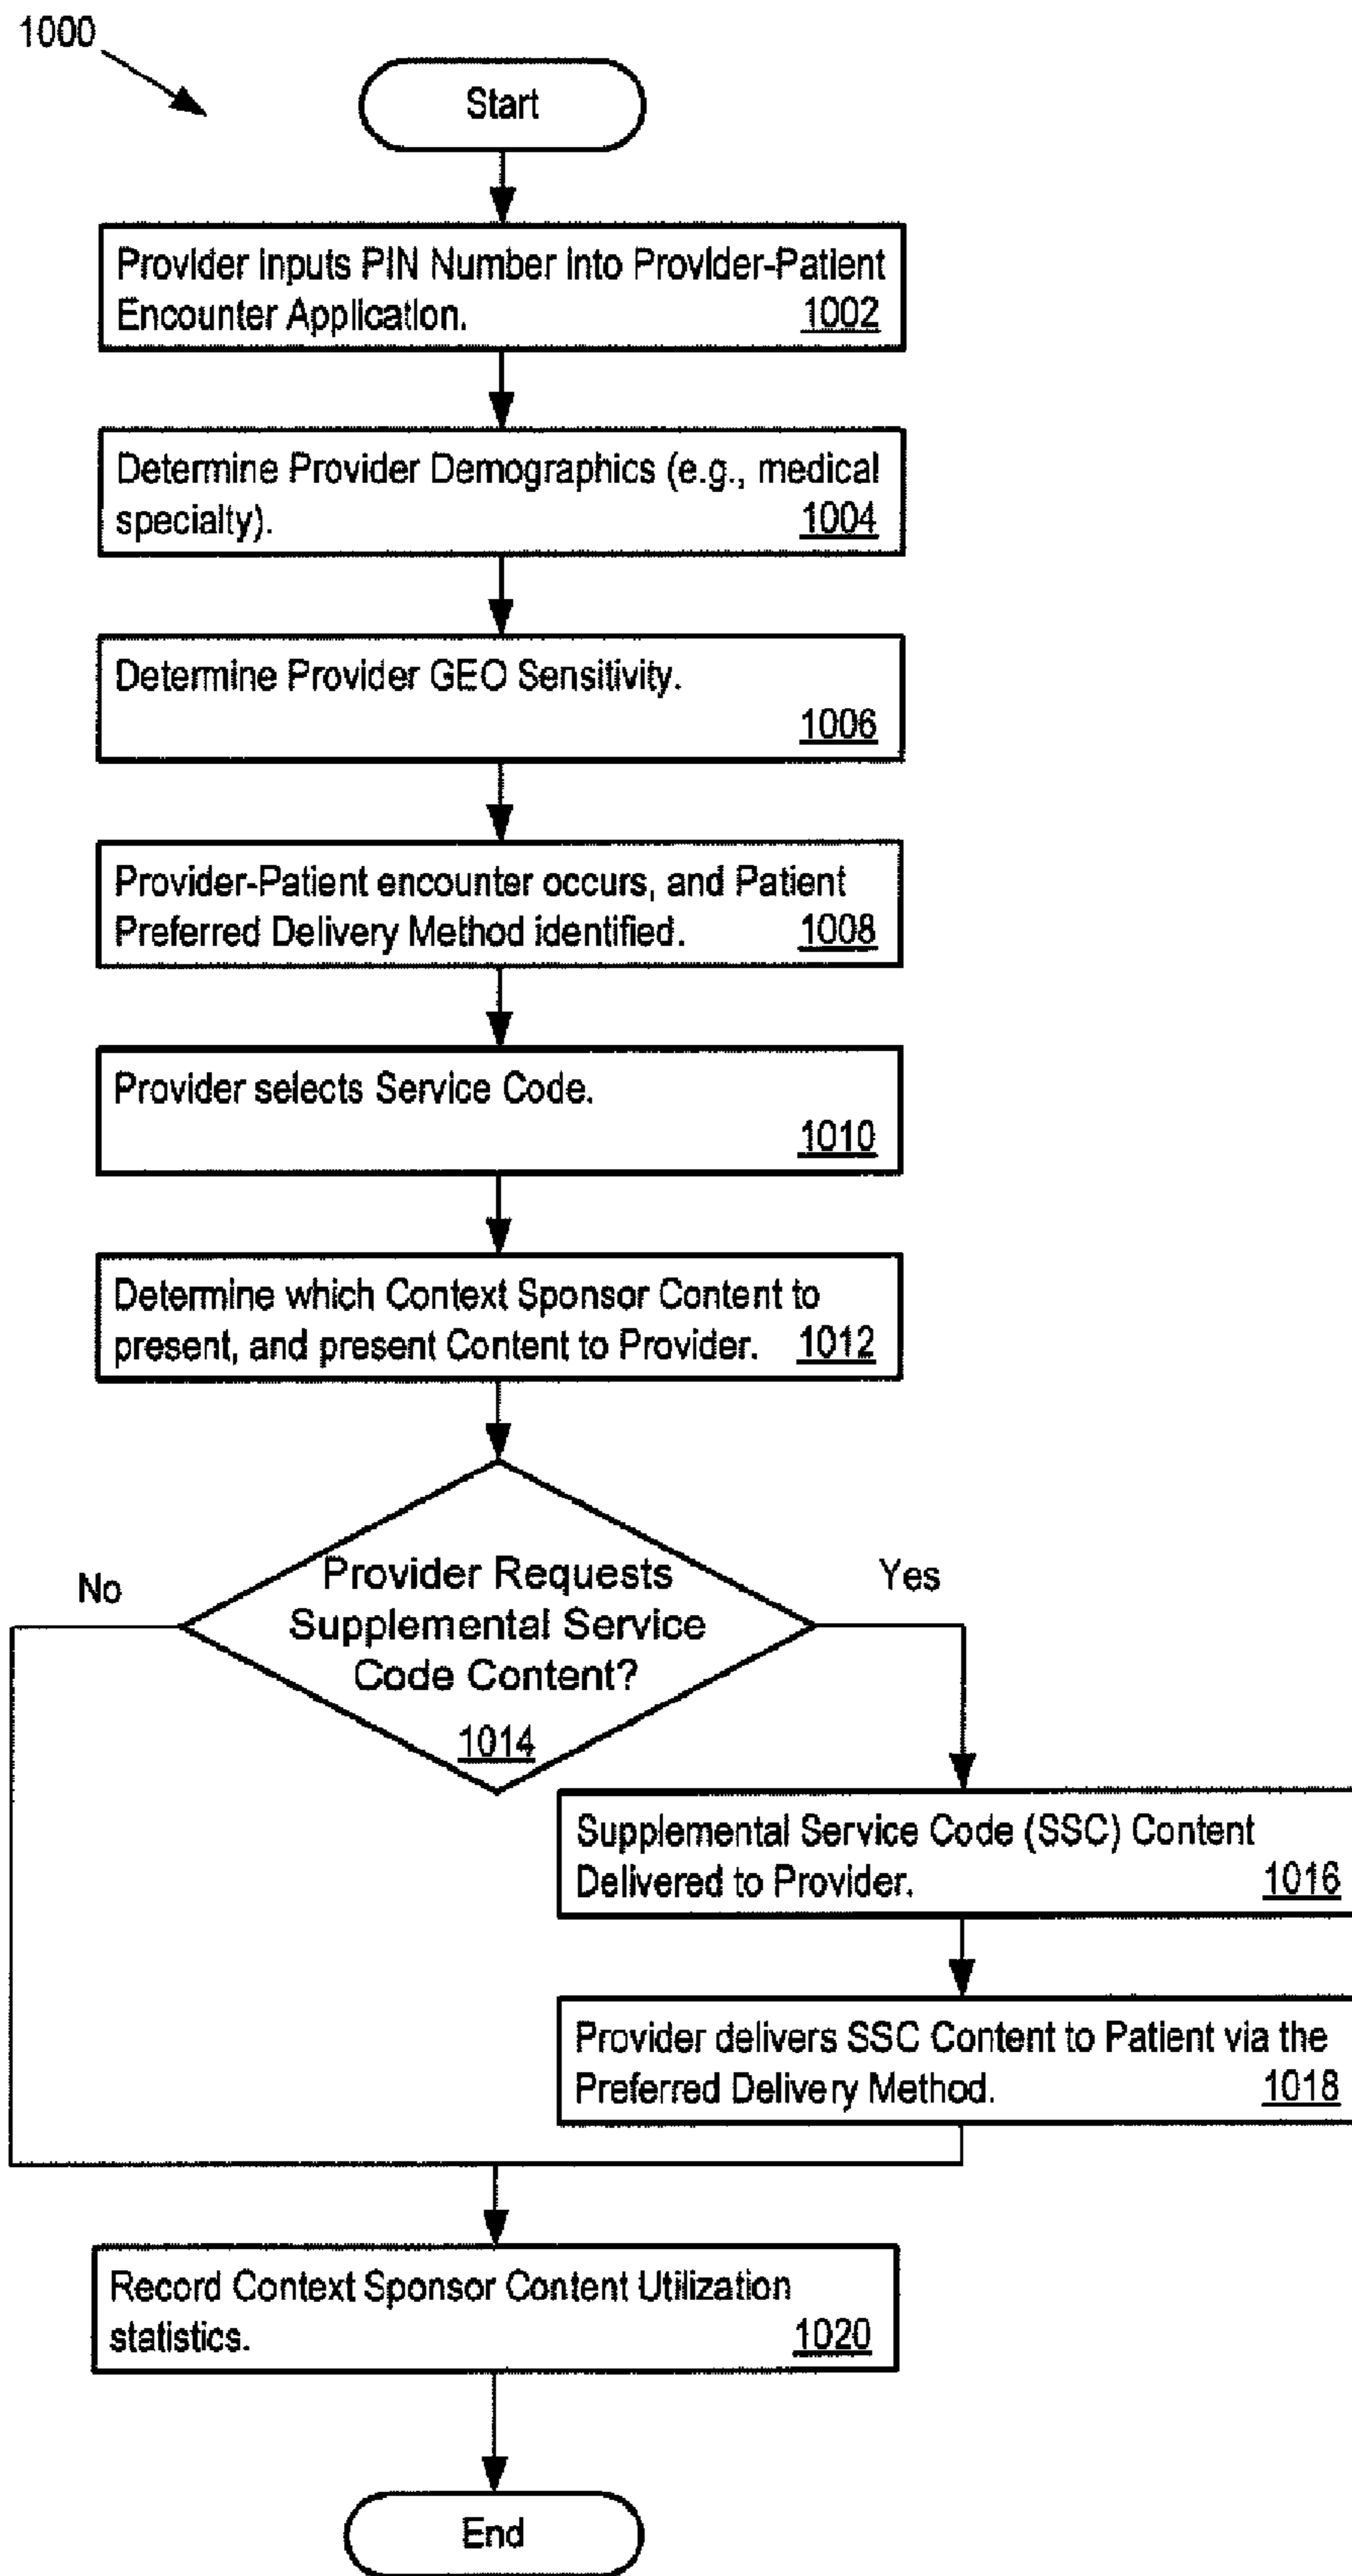 1000
Start
Provider inputs PIN Number into Provider-Patient
Encounter Application. 1002
Determine Provider Demographics (e.g., medical
specialty). 1004
Determine Provider GEO Sensitivity.
1006
Provider-Patient encounter occurs, and Patient
Preferred Delivery Method identified. 1008
Provider selects Service Code.
1010
Determine which Context Sponsor Content to
present, and present Content to Provider. 1012
No
Yes
Provider Requests
Supplemental Service
Code Content?
1014
Supplemental Service Code (SSC) Content
Delivered to Provider. 1016
Provider delivers SSC Content to Patient via the
Preferred Delivery Method. 1018
Record Context Sponsor Content Utilization
statistics. 1020
End